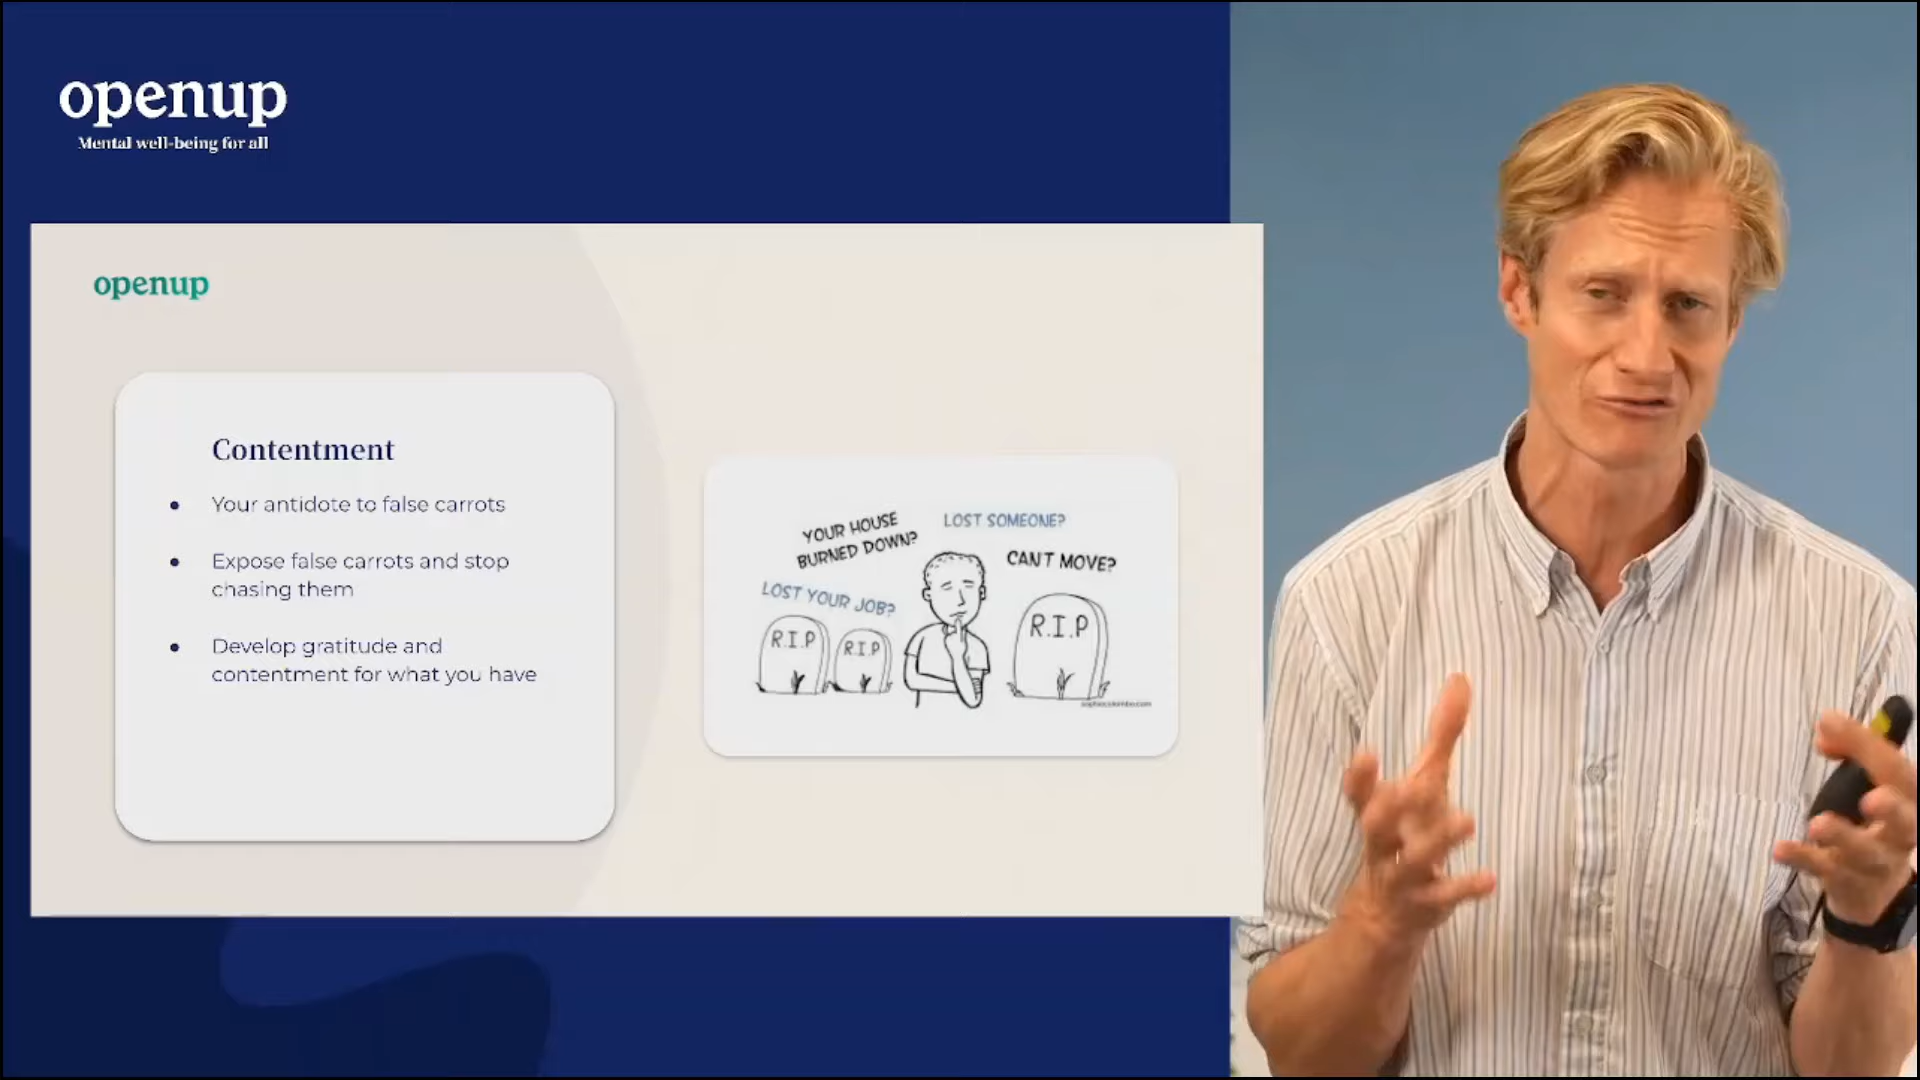 openup
Mental well-being for all
openup
Contentment
Your antidote to false carrots
Expose false carrots and stop
chasing them
Develop gratitude and
contentment for what you have
YOUR HOUSE
BURNED DOWN?
LOST SOMEONE?
CAN'T MOVE?
LOST YOUR JOB?
R.I.P
R.I.P
R.I.P